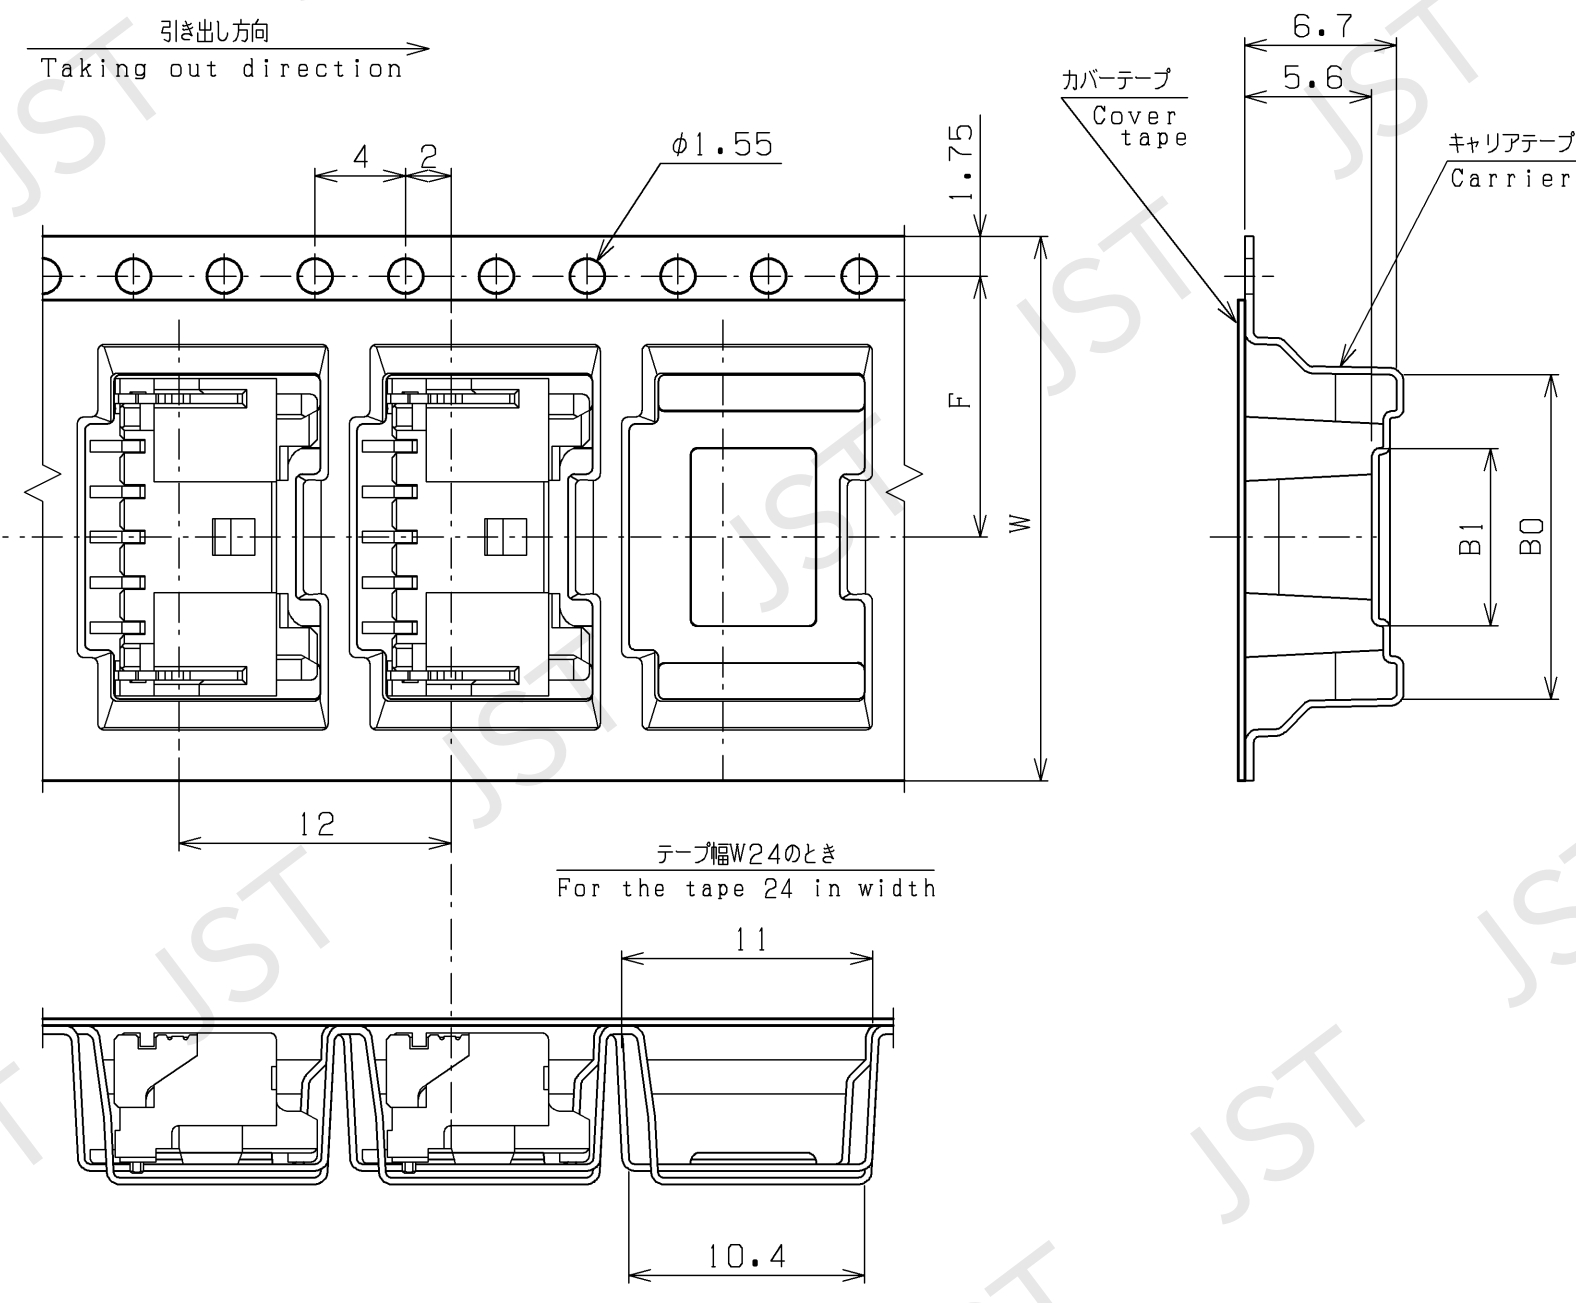 引き出し方向
Taking out direction
6.7
5.6
カバーテープ
Cover
tape
キャリアテープ
Carrier
4
2
φ1.55
1.75
F
W
B1
B0
12
テープ幅W24のとき
For the tape 24 in width
11
10.4
JST
JST
JST
JST
JST
JST
JST
JST